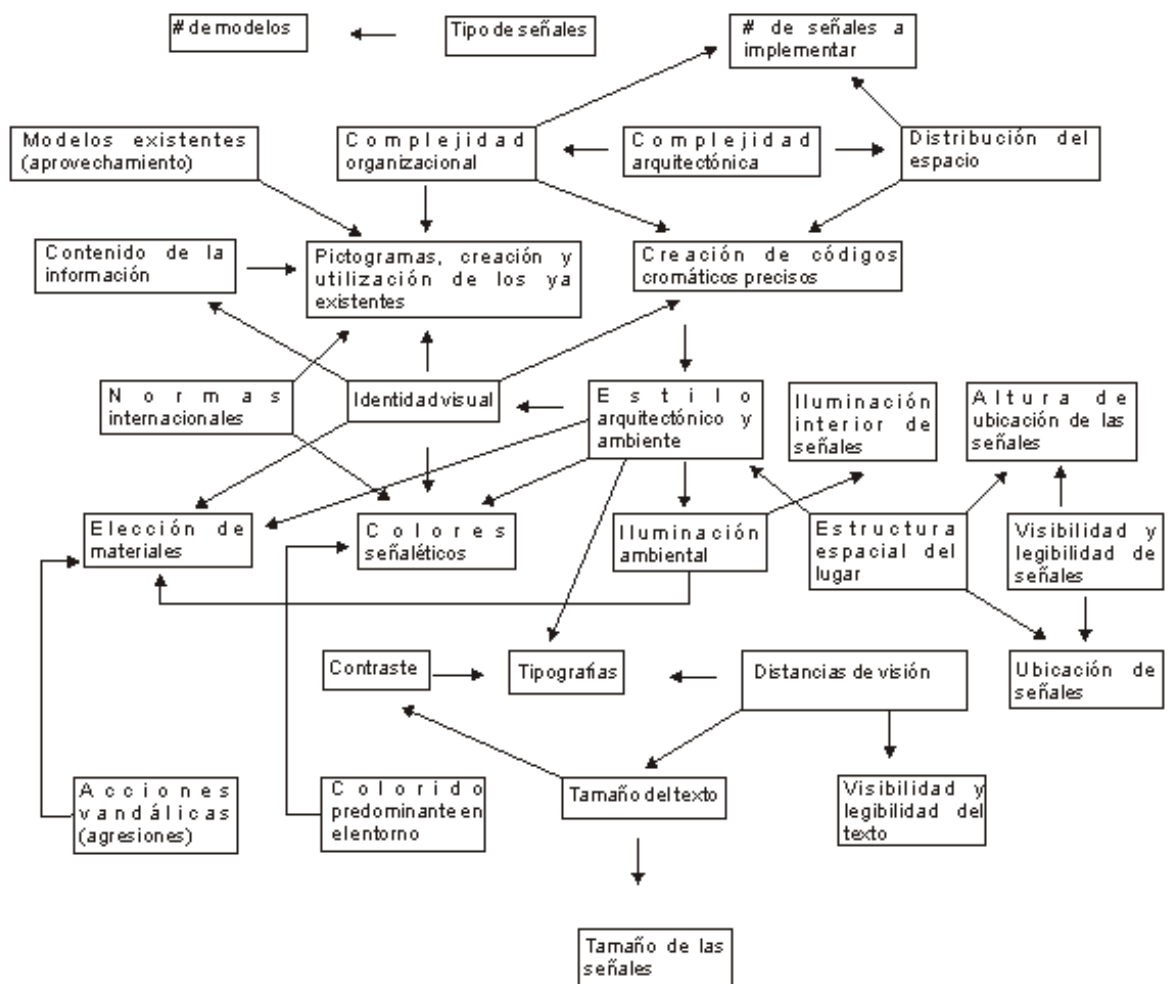 # de modelos
Tipo de señales
# de señales a
implementar
Modelos existentes
(aprovechamiento)
Complejidad
organizacional
Complejidad
arquitectónica
Distribución del
espacio
Contenido de la
información
Pictogramas, creación y
utilización de los ya
existentes
Creación de códigos
cromáticos precisos
Normas
internacionales
Identidad visual
Estilo
arquitectónico y
ambiente
Iluminación
interior de
señales
Altura de
ubicación de las
señales
Elección de
materiales
Colores
señaléticos
Iluminación
ambiental
Estructura
espacial del
lugar
Visibilidad y
legibilidad de
señales
Contraste
Tipografías
Distancias de visión
Ubicación de
señales
Acciones
vandálicas
(agresiones)
Colorido
predominante en
el entorno
Tamaño del texto
Visibilidad y
legibilidad del
texto
Tamaño de las
señales